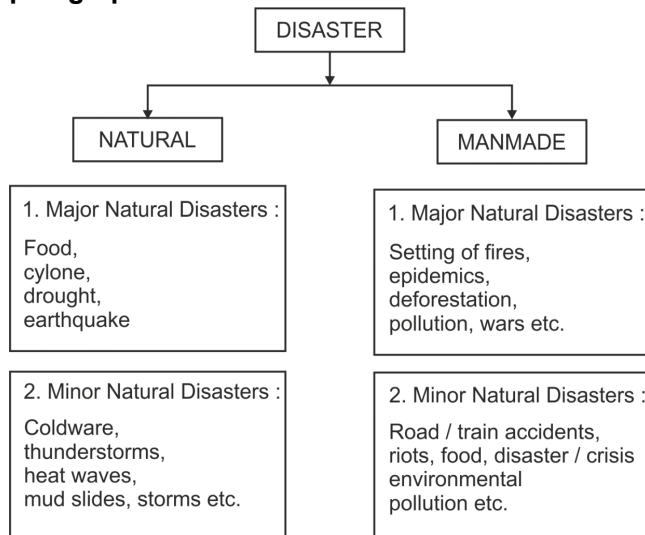 DISASTER
NATURAL
MANMADE
1. Major Natural Disasters :
Food,
cylone,
drought,
earthquake
1. Major Natural Disasters :
Setting of fires,
epidemics,
deforestation,
pollution, wars etc.
2. Minor Natural Disasters :
Coldware,
thunderstorms,
heat waves,
mud slides, storms etc.
2. Minor Natural Disasters :
Road / train accidents,
riots, food, disaster / crisis
environmental
pollution etc.